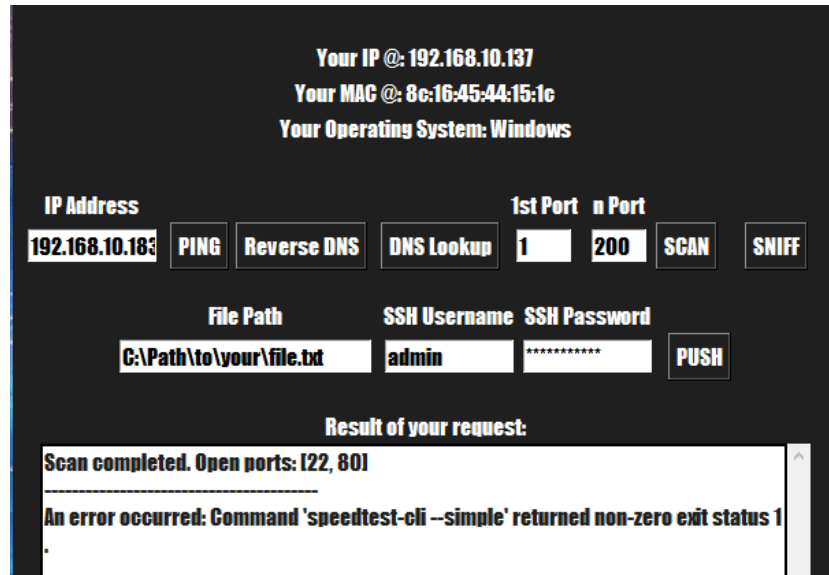 Your IP @: 192.168.10.137
Your MAC @: 8c:16:45:44:15:1c
Your Operating System: Windows
IP Address 1st Port n Port
192.168.10.183 PING Reverse DNS DNS Lookup 1 200 SCAN SNIFF
File Path SSH Username SSH Password
C:\Path\to\your\file.txt admin *********** PUSH
Result of your request:
Scan completed. Open ports: [22, 80]
----------------------------------------
An error occurred: Command 'speedtest-cli --simple' returned non-zero exit status 1
.